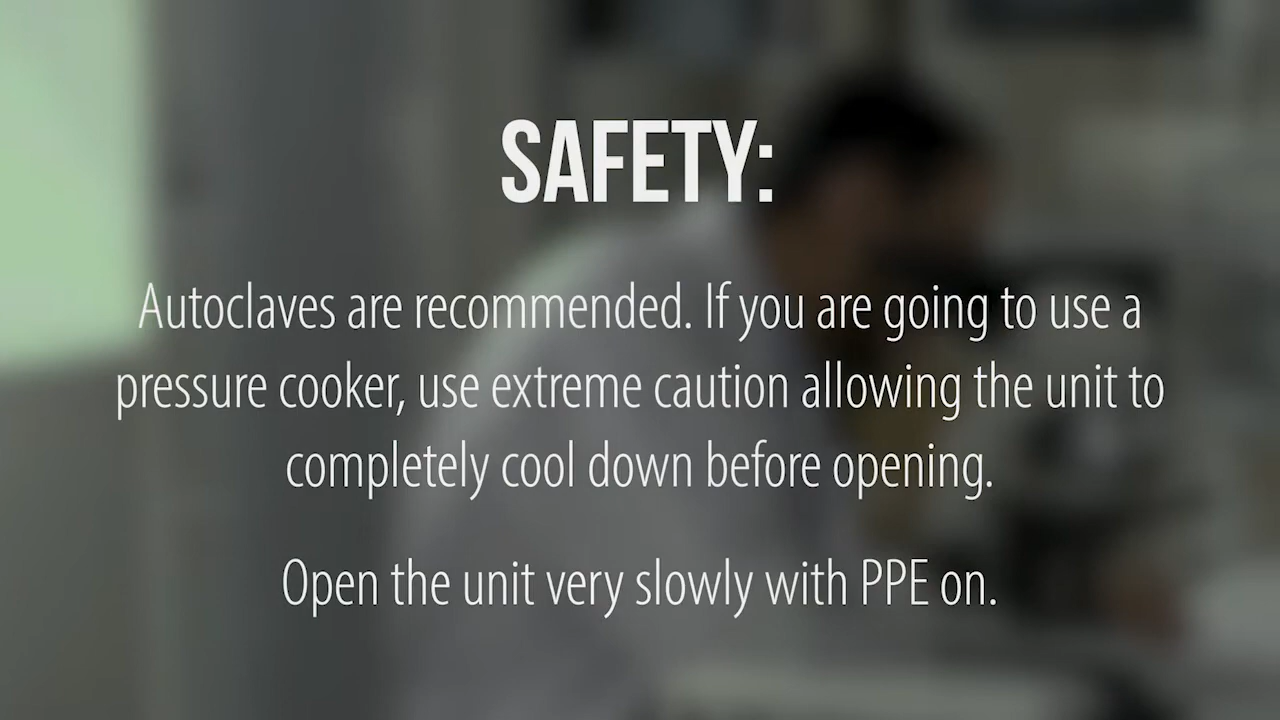 SAFETY:
Autoclaves are recommended. If you are going to use a
pressure cooker, use extreme caution allowing the unit to
completely cool down before opening.
Open the unit very slowly with PPE on.